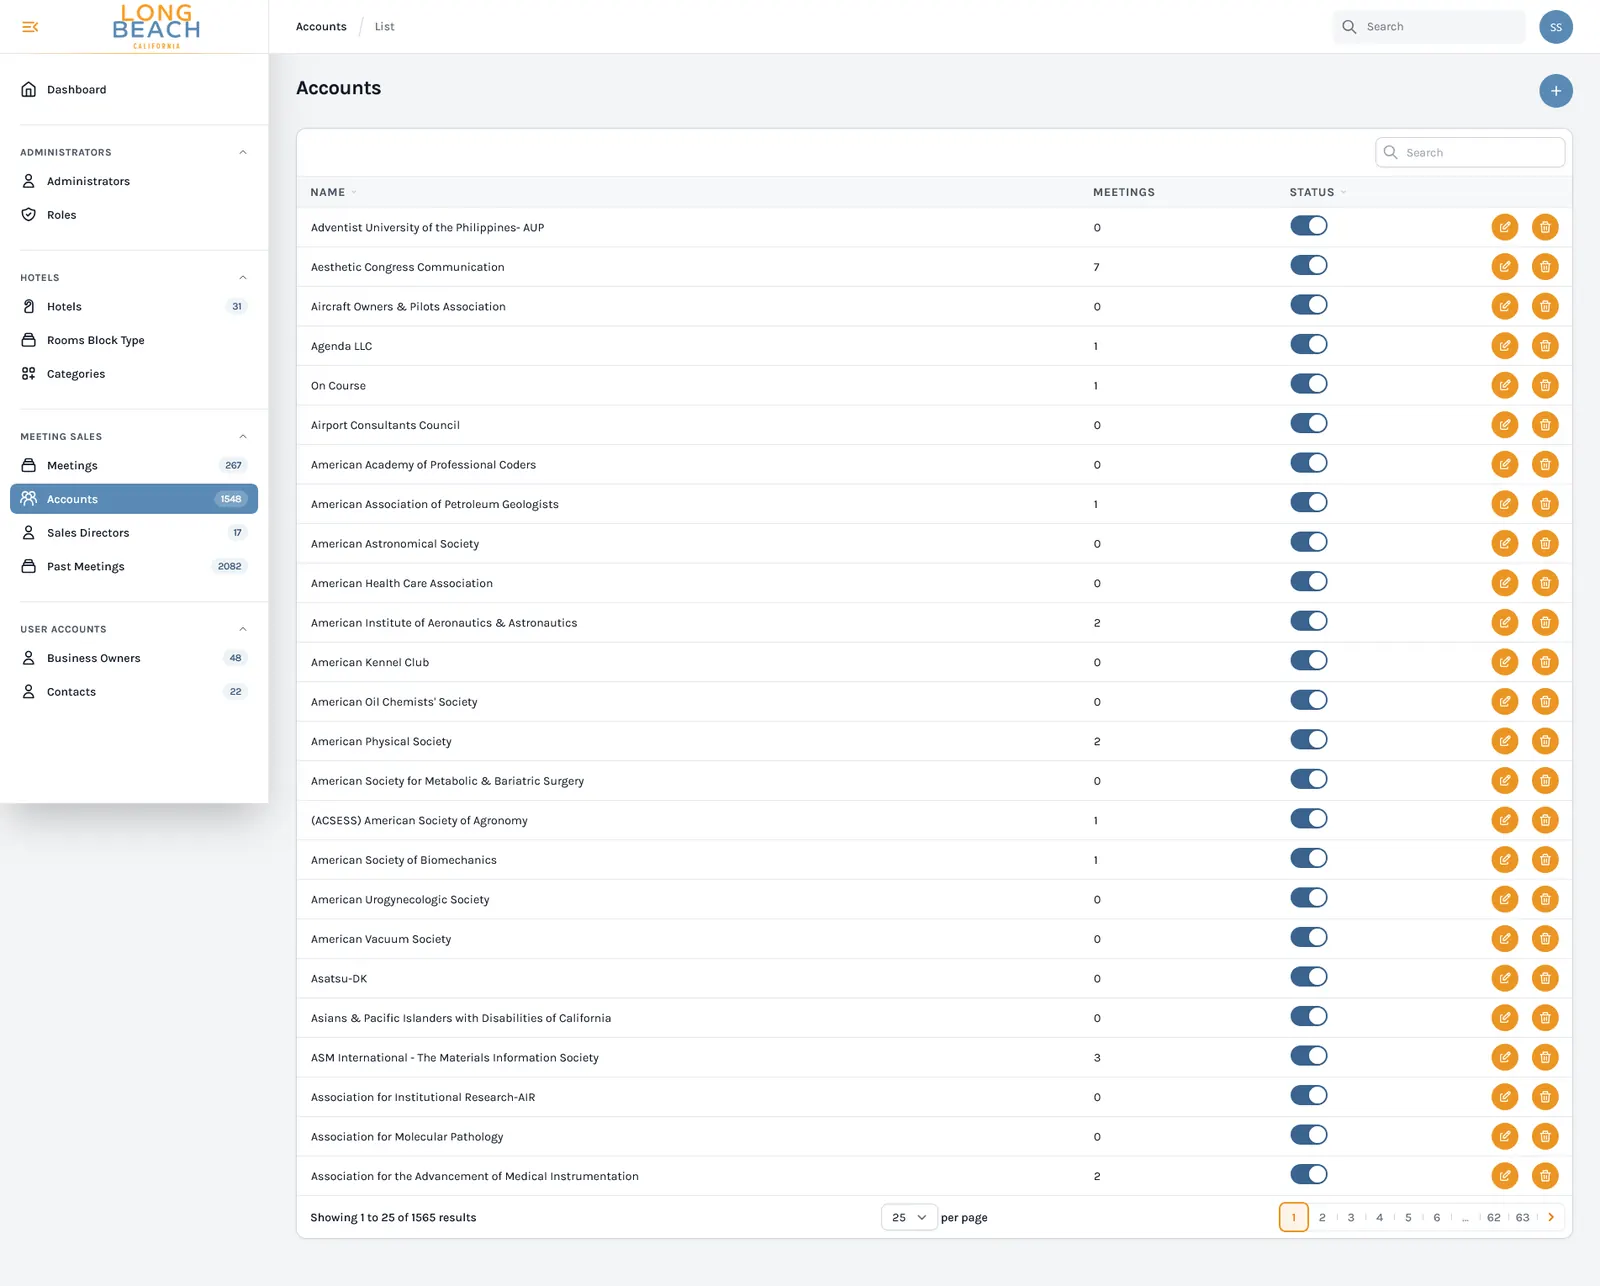 LONG
BEACH
CALIFORNIA
Accounts / List
Search
SS
Dashboard
ADMINISTRATORS
Administrators
Roles
HOTELS
Hotels 31
Rooms Block Type
Categories
MEETING SALES
Meetings 267
Accounts 1548
Sales Directors 17
Past Meetings 2082
USER ACCOUNTS
Business Owners 48
Contacts 22
Accounts
Search
NAME MEETINGS STATUS
Adventist University of the Philippines- AUP 0
Aesthetic Congress Communication 7
Aircraft Owners & Pilots Association 0
Agenda LLC 1
On Course 1
Airport Consultants Council 0
American Academy of Professional Coders 0
American Association of Petroleum Geologists 1
American Astronomical Society 0
American Health Care Association 0
American Institute of Aeronautics & Astronautics 2
American Kennel Club 0
American Oil Chemists' Society 0
American Physical Society 2
American Society for Metabolic & Bariatric Surgery 0
(ACSESS) American Society of Agronomy 1
American Society of Biomechanics 1
American Urogynecologic Society 0
American Vacuum Society 0
Asatsu-DK 0
Asians & Pacific Islanders with Disabilities of California 0
ASM International - The Materials Information Society 3
Association for Institutional Research-AIR 0
Association for Molecular Pathology 0
Association for the Advancement of Medical Instrumentation 2
Showing 1 to 25 of 1565 results 25 per page 1 2 3 4 5 6 ... 62 63